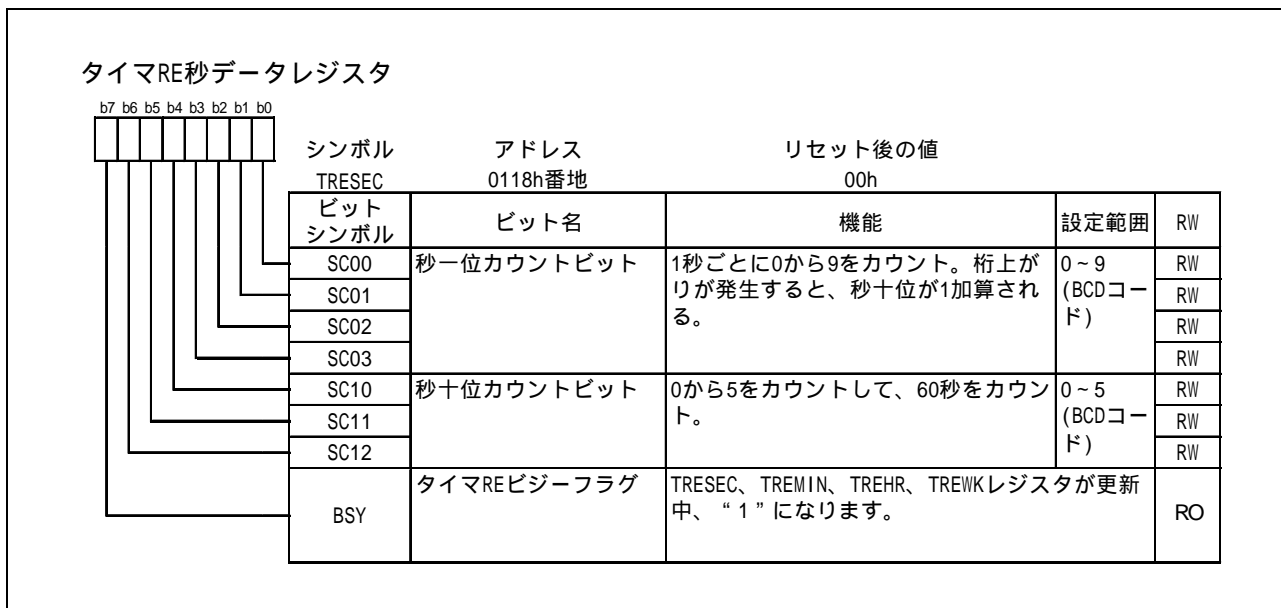 タイマRE秒データレジスタ
b7 b6 b5 b4 b3 b2 b1 b0
シンボル アドレス リセット後の値
TRESEC 0118h番地 00h
ビット
シンボル
ビット名 機能 設定範囲 RW
SC00 秒一位カウントビット 1秒ごとに0から9をカウント。桁上が 0~9 RW
SC01 りが発生すると、秒十位が1加算され (BCDコー RW
SC02 る。 ド) RW
SC03 RW
SC10 秒十位カウントビット 0から5をカウントして、60秒をカウン 0~5 RW
SC11 ト。 (BCDコー RW
SC12 ド) RW
タイマREビジーフラグ TRESEC、TREMIN、TREHR、TREWKレジスタが更新
BSY 中、“1”になります。 RO